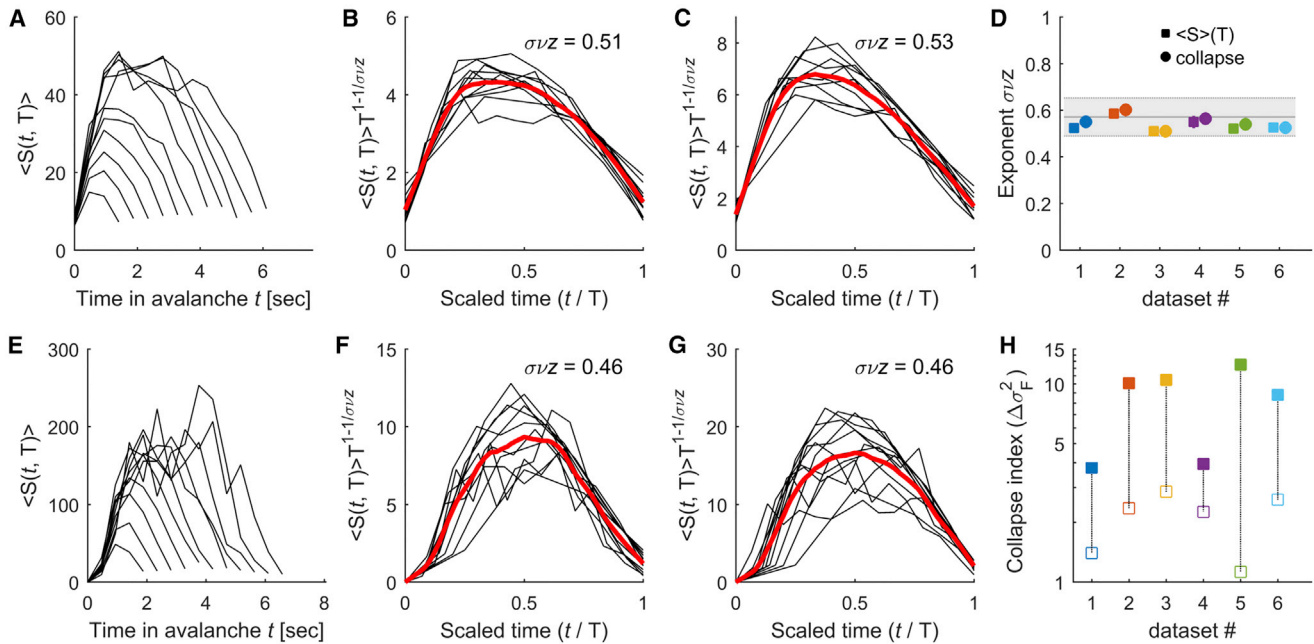 A
<S(t, T)>
60
40
20
0
0 2 4 6
Time in avalanche t [sec]
B
<S(t, T)>T^1-1/σνz
σνz = 0.51
6
4
2
0
0 0.5 1
Scaled time (t / T)
C
<S(t, T)>T^1-1/σνz
σνz = 0.53
8
6
4
2
0
0 0.5 1
Scaled time (t / T)
D
Exponent σνz
<S>(T)
collapse
1
0.8
0.6
0.4
0.2
0
1 2 3 4 5 6
dataset #
E
<S(t, T)>
300
200
100
0
0 2 4 6 8
Time in avalanche t [sec]
F
<S(t, T)>T^1-1/σνz
σνz = 0.46
15
10
5
0
0 0.5 1
Scaled time (t / T)
G
<S(t, T)>T^1-1/σνz
σνz = 0.46
30
20
10
0
0 0.5 1
Scaled time (t / T)
H
Collapse index (Δσ²F)
15
10
5
1
1 2 3 4 5 6
dataset #